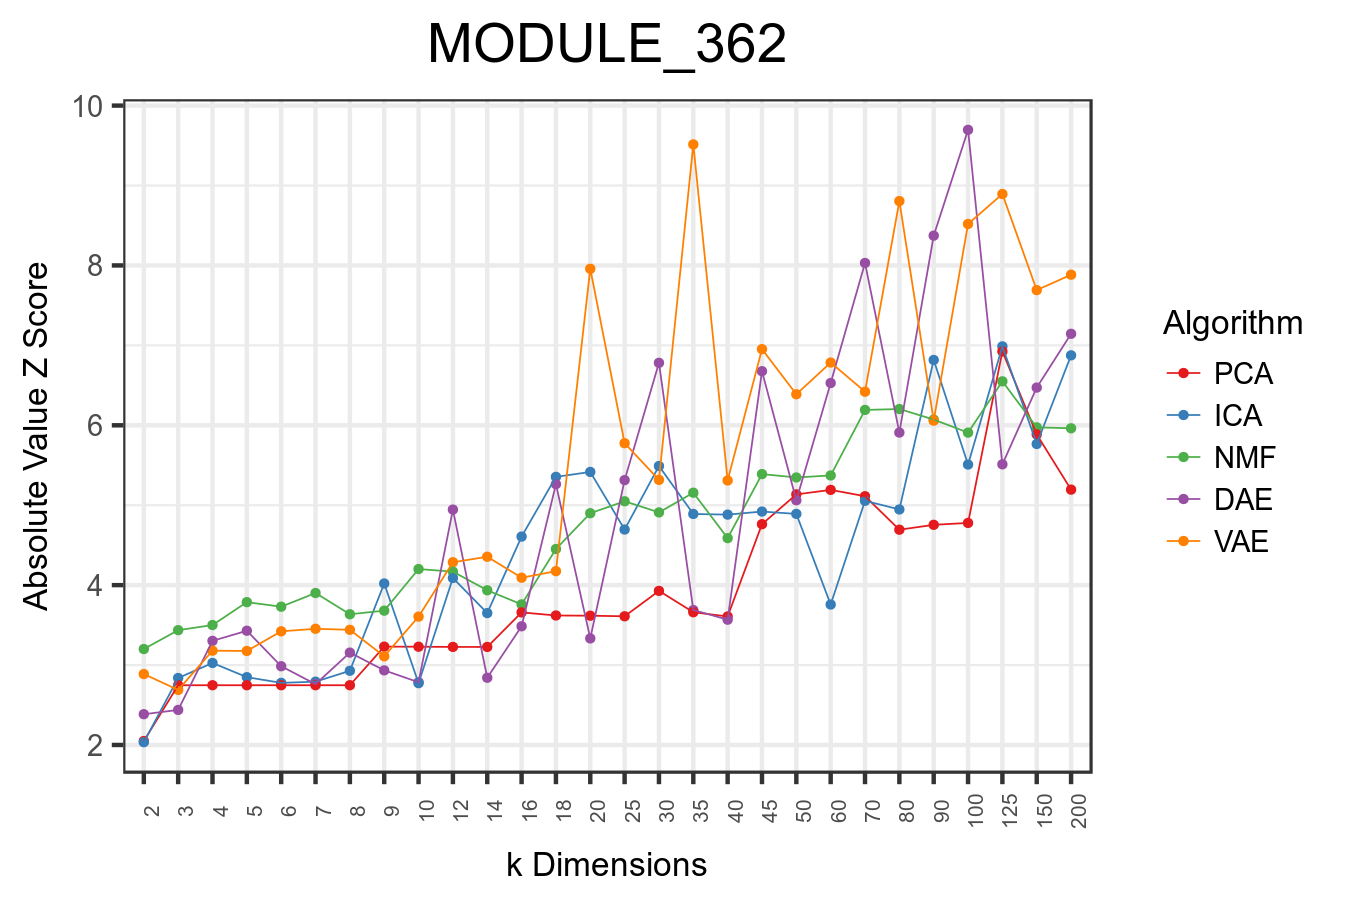 MODULE_362
Absolute Value Z Score
10
8
6
4
2
2 3 4 5 6 7 8 9 10 12 14 16 18 20 25 30 35 40 45 50 60 70 80 90 100 125 150 200
k Dimensions
Algorithm
PCA
ICA
NMF
DAE
VAE